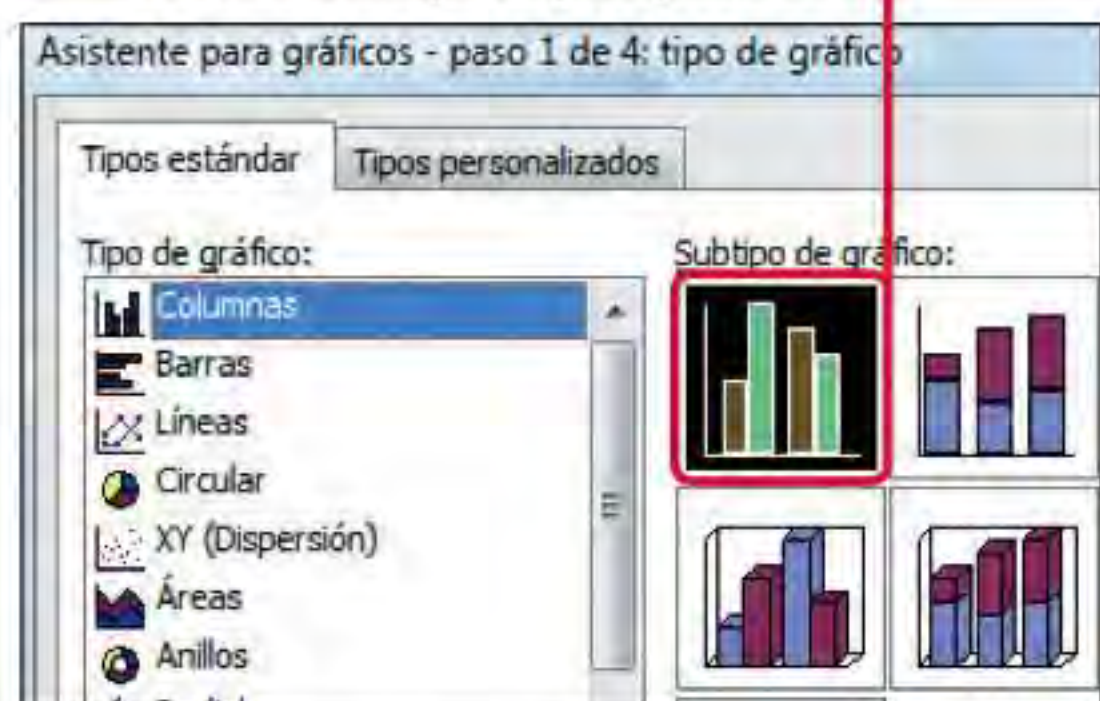 Asistente para gráficos - paso 1 de 4: tipo de gráfico
Tipos estándar
Tipos personalizados
Tipo de gráfico:
Subtipo de gráfico:
Columnas
Barras
Líneas
Circular
XY (Dispersión)
Áreas
Anillos